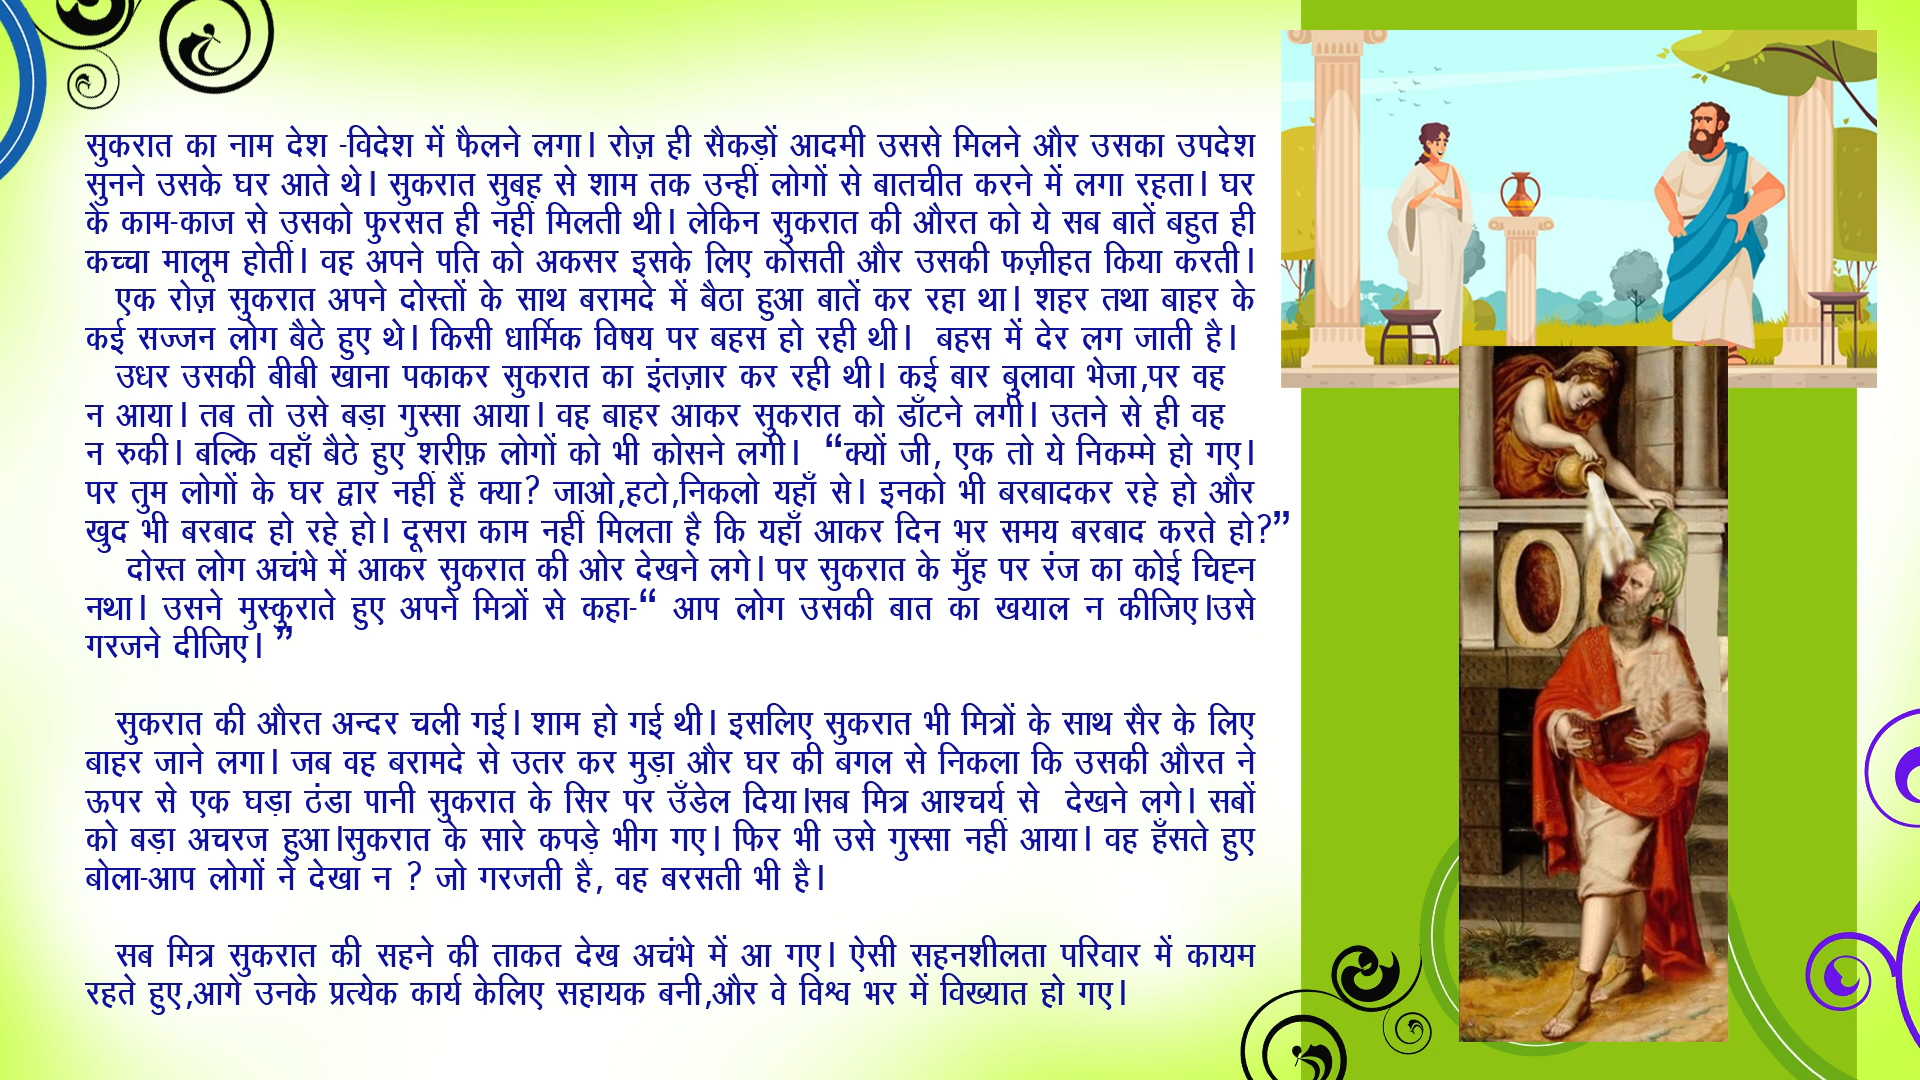 सुकरात का नाम देश -विदेश में फैलने लगा। रोज़ ही सैकड़ों आदमी उससे मिलने और उसका उपदेश
सुनने उसके घर आते थे। सुकरात सुबह से शाम तक उन्हीं लोगों से बातचीत करने में लगा रहता। घर
के काम-काज से उसको फुरसत ही नहीं मिलती थी। लेकिन सुकरात की औरत को ये सब बातें बहुत ही
कच्चा मालूम होतीं। वह अपने पति को अकसर इसके लिए कोसती और उसकी फज़ीहत किया करती।
एक रोज़ सुकरात अपने दोस्तों के साथ बरामदे में बैठा हुआ बातें कर रहा था। शहर तथा बाहर के
कई सज्जन लोग बैठे हुए थे। किसी धार्मिक विषय पर बहस हो रही थी। बहस में देर लग जाती है।
उधर उसकी बीबी खाना पकाकर सुकरात का इंतज़ार कर रही थी। कई बार बुलावा भेजा,पर वह
न आया। तब तो उसे बड़ा गुस्सा आया। वह बाहर आकर सुकरात को डाँटने लगी। उतने से ही वह
न रुकी। बल्कि वहाँ बैठे हुए शरीफ़ लोगों को भी कोसने लगी। “क्यों जी, एक तो ये निकम्मे हो गए।
पर तुम लोगों के घर द्वार नहीं हैं क्या? जाओ,हटो,निकलो यहाँ से। इनको भी बरबादकर रहे हो और
खुद भी बरबाद हो रहे हो। दूसरा काम नहीं मिलता है कि यहाँ आकर दिन भर समय बरबाद करते हो?”
दोस्त लोग अचंभे में आकर सुकरात की ओर देखने लगे। पर सुकरात के मुँह पर रंज का कोई चिह्न
नथा। उसने मुस्कुराते हुए अपने मित्रों से कहा-“ आप लोग उसकी बात का खयाल न कीजिए।उसे
गरजने दीजिए। ”
सुकरात की औरत अन्दर चली गई। शाम हो गई थी। इसलिए सुकरात भी मित्रों के साथ सैर के लिए
बाहर जाने लगा। जब वह बरामदे से उतर कर मुड़ा और घर की बगल से निकला कि उसकी औरत ने
ऊपर से एक घड़ा ठंडा पानी सुकरात के सिर पर उँडेल दिया।सब मित्र आश्चर्य से देखने लगे। सबों
को बड़ा अचरज हुआ।सुकरात के सारे कपड़े भीग गए। फिर भी उसे गुस्सा नहीं आया। वह हँसते हुए
बोला-आप लोगों ने देखा न ? जो गरजती है, वह बरसती भी है।
सब मित्र सुकरात की सहने की ताकत देख अचंभे में आ गए। ऐसी सहनशीलता परिवार में कायम
रहते हुए,आगे उनके प्रत्येक कार्य केलिए सहायक बनी,और वे विश्व भर में विख्यात हो गए।